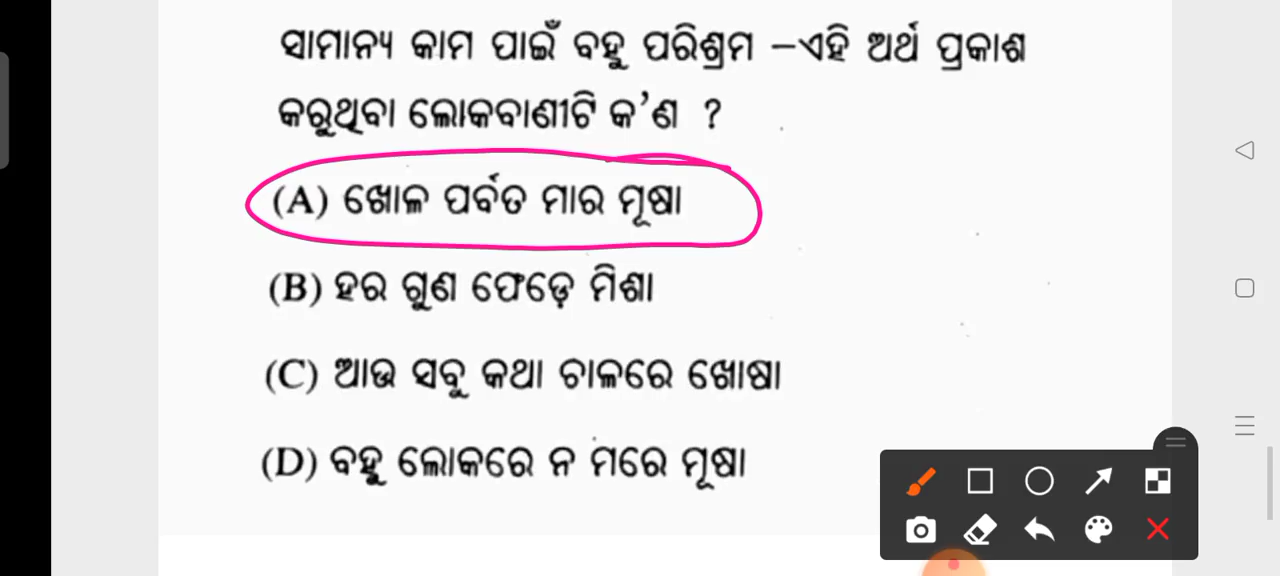 ସାମାନ୍ୟ କାମ ପାଇଁ ବହୁ ପରିଶ୍ରମ –ଏହି ଅର୍ଥ ପ୍ରକାଶ
କରୁଥିବା ଲୋକବାଣୀଟି କ'ଣ ?
(A) ଖୋଳ ପର୍ବତ ମାର ମୂଷା
(B) ହର ଗୁଣ ଫେଡ଼େ ମିଶା
(C) ଆଉ ସବୁ କଥା ଚାଳରେ ଖୋଷା
(D) ବହୁ ଲୋକରେ ନ ମରେ ମୂଷା